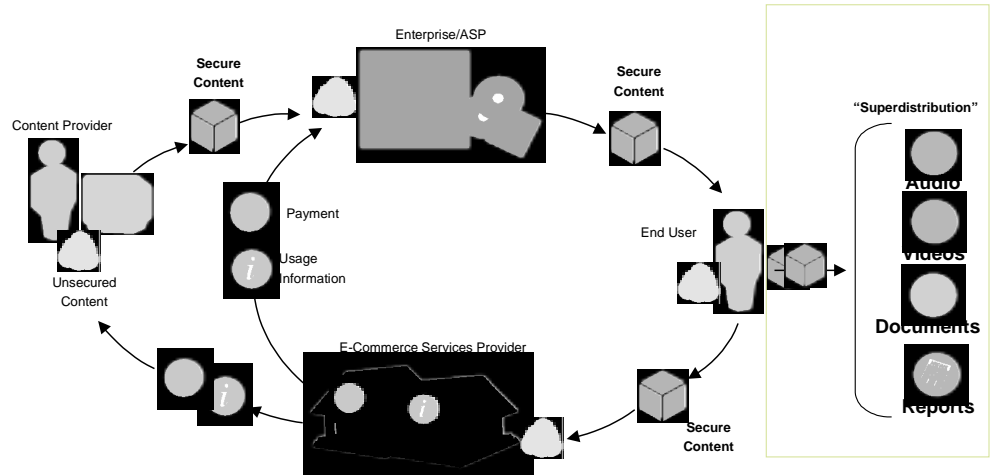 Enterprise/ASP
Secure
Content
Secure
Content
"Superdistribution"
Content Provider
Audio
Payment
End User
Usage
Information
i
Videos
Unsecured
Content
Documents
E-Commerce Services Provider
i
i
Reports
Secure
Content